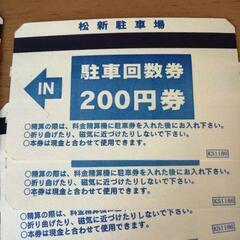 松新駐車場
IN
駐車回数券
200円券
○精算の際は、料金精算機に駐車券を入れた後にお入れ下さい。
○折り曲げたり、磁気に近づけたりしないで下さい。
○本券は現金と合わせて使用できます。
KS1186
○精算の際は、料金精算機に駐車券を入れた後にお入れ下さい。
○折り曲げたり、磁気に近づけたりしないで下さい。
○本券は現金と合わせて使用できます。
KS1186
○精算の際は、料金精算機に駐車券を入れた後にお入れ下さい。
○折り曲げたり、磁気に近づけたりしないで下さい。